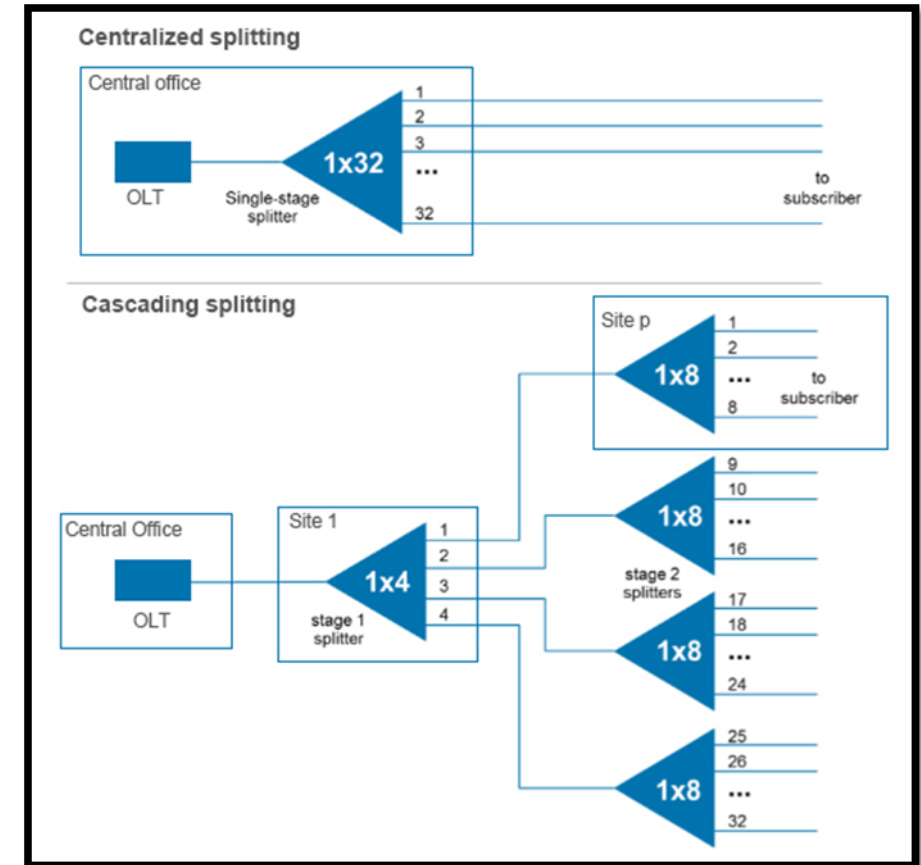 Centralized splitting
Central office
OLT
Single-stage
splitter
1x32
1
2
3
...
32
to
subscriber
Cascading splitting
Central Office
OLT
Site 1
stage 1
splitter
1x4
1
2
3
4
Site p
1x8
1
2
...
8
to
subscriber
1x8
9
10
...
16
stage 2
splitters
1x8
17
18
...
24
1x8
25
26
...
32